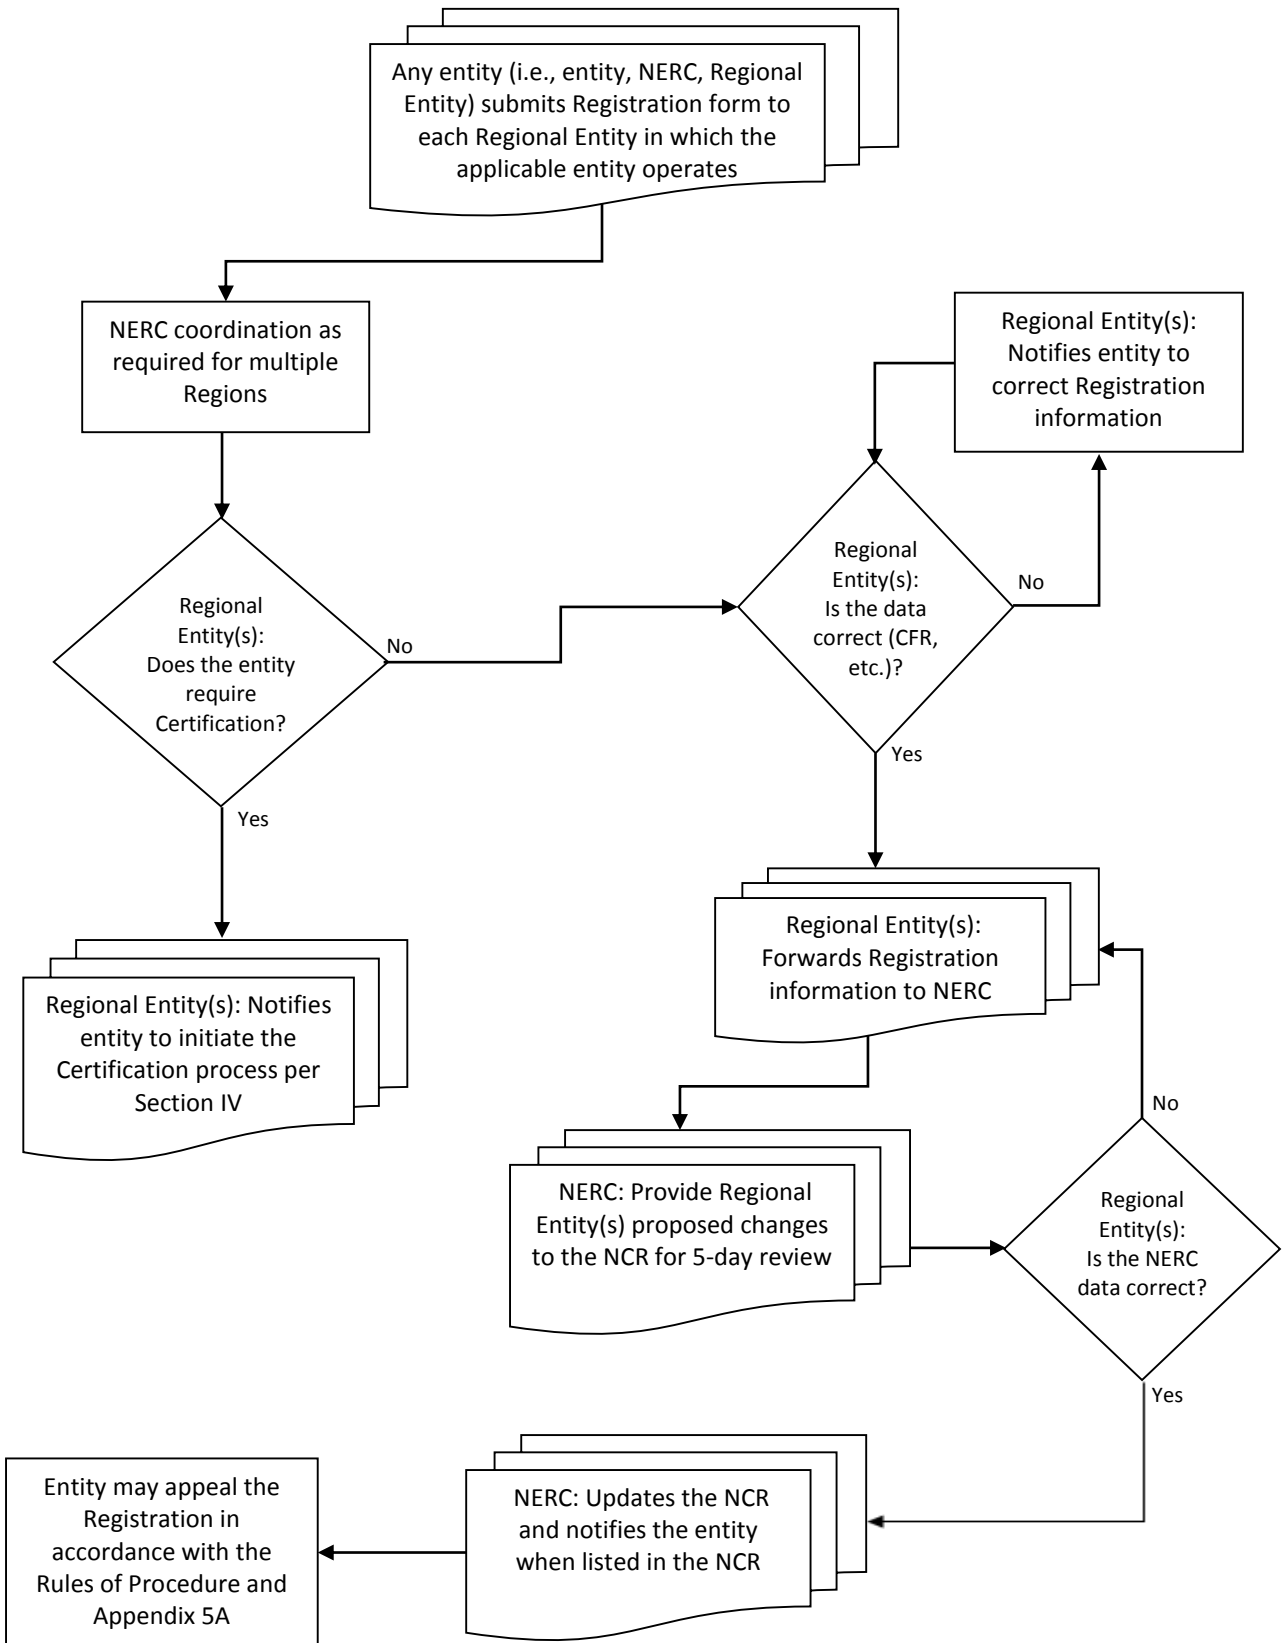 Any entity (i.e., entity, NERC, Regional
Entity) submits Registration form to
each Regional Entity in which the
applicable entity operates
NERC coordination as
required for multiple
Regions
Regional Entity(s):
Notifies entity to
correct Registration
information
Regional
Entity(s):
Does the entity
require
Certification?
No
Yes
Regional
Entity(s):
Is the data
correct (CFR,
etc.)?
No
Yes
Regional Entity(s): Notifies
entity to initiate the
Certification process per
Section IV
Regional Entity(s):
Forwards Registration
information to NERC
NERC: Provide Regional
Entity(s) proposed changes
to the NCR for 5-day review
No
Regional
Entity(s):
Is the NERC
data correct?
Yes
NERC: Updates the NCR
and notifies the entity
when listed in the NCR
Entity may appeal the
Registration in
accordance with the
Rules of Procedure and
Appendix 5A